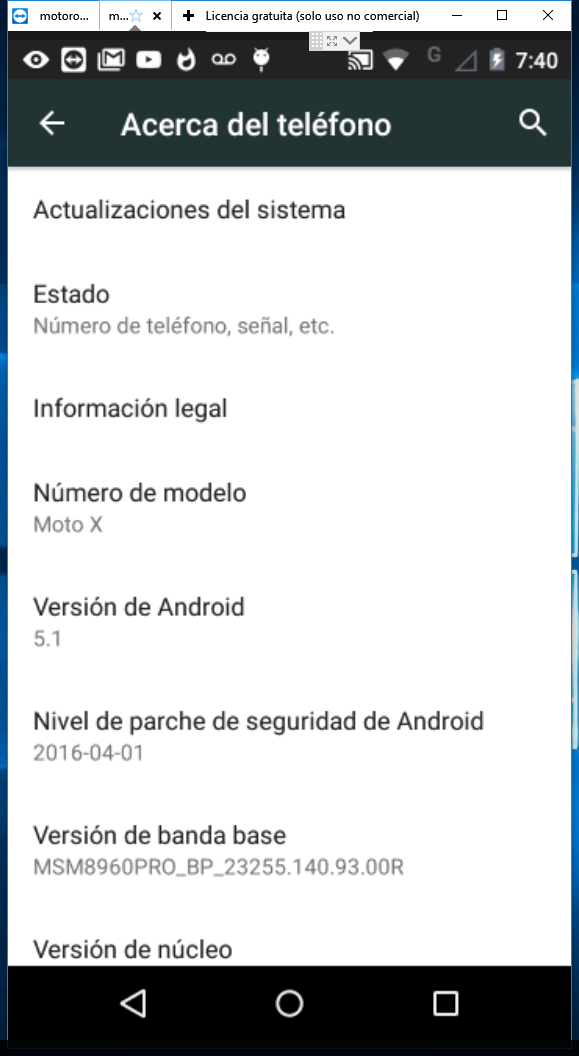 motoro... m... Licencia gratuita (solo uso no comercial)
G 7:40
Acerca del teléfono
Actualizaciones del sistema
Estado
Número de teléfono, señal, etc.
Información legal
Número de modelo
Moto X
Versión de Android
5.1
Nivel de parche de seguridad de Android
2016-04-01
Versión de banda base
MSM8960PRO_BP_23255.140.93.00R
Versión de núcleo